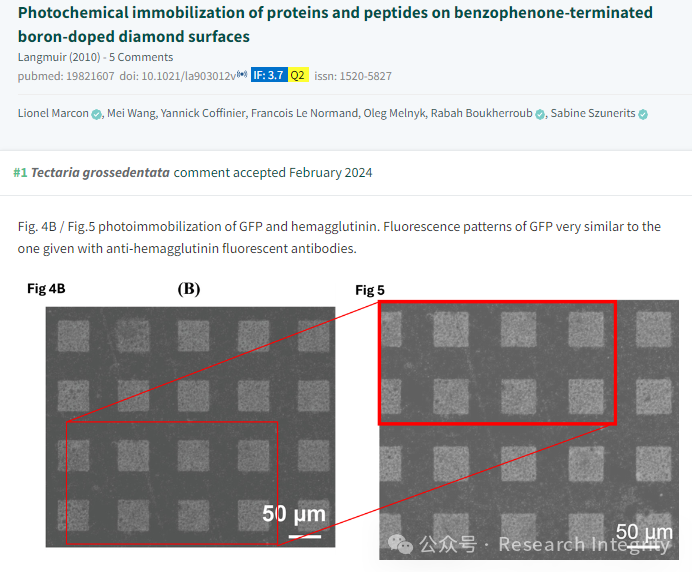 Photochemical immobilization of proteins and peptides on benzophenone-terminated
boron-doped diamond surfaces
Langmuir (2010) - 5 Comments
pubmed: 19821607 doi: 10.1021/la903012v IF: 3.7 Q2 issn: 1520-5827
Lionel Marcon, Mei Wang, Yannick Coffinier, Francois Le Normand, Oleg Melnyk, Rabah Boukherroub, Sabine Szunerits
#1 Tectaria grossedentata comment accepted February 2024
Fig. 4B / Fig.5 photoimmobilization of GFP and hemagglutinin. Fluorescence patterns of GFP very similar to the
one given with anti-hemagglutinin fluorescent antibodies.
Fig 4B (B) Fig 5
50 μm
50 μm
公众号 · Research Integrity